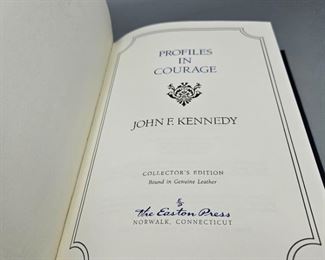 PROFILES
IN
COURAGE
JOHN F. KENNEDY
COLLECTOR'S EDITION
Bound in Genuine Leather
The Easton Press
NORWALK, CONNECTICUT